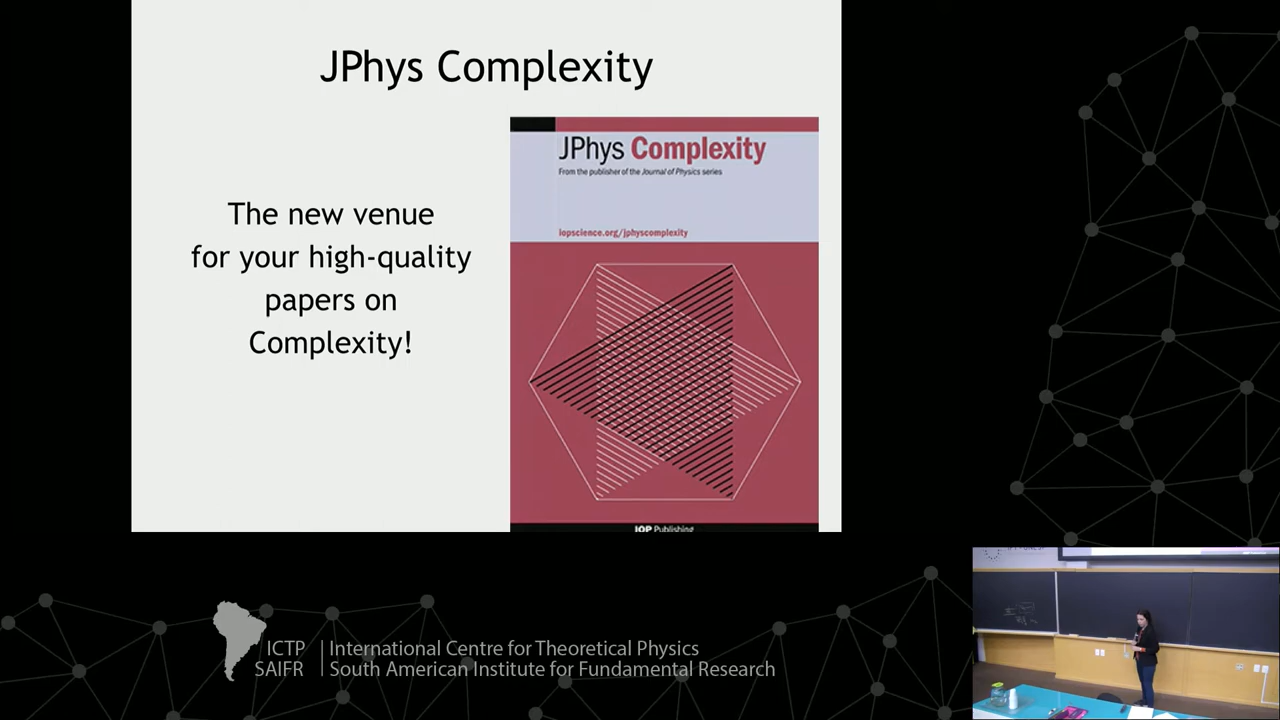 JPhys Complexity
The new venue
for your high-quality
papers on
Complexity!
JPhys Complexity
From the publisher of the Journal of Physics series
iopscience.org/jphyscomplexity
IOP Publishing
ICTP
SAIFR
International Centre for Theoretical Physics
South American Institute for Fundamental Research